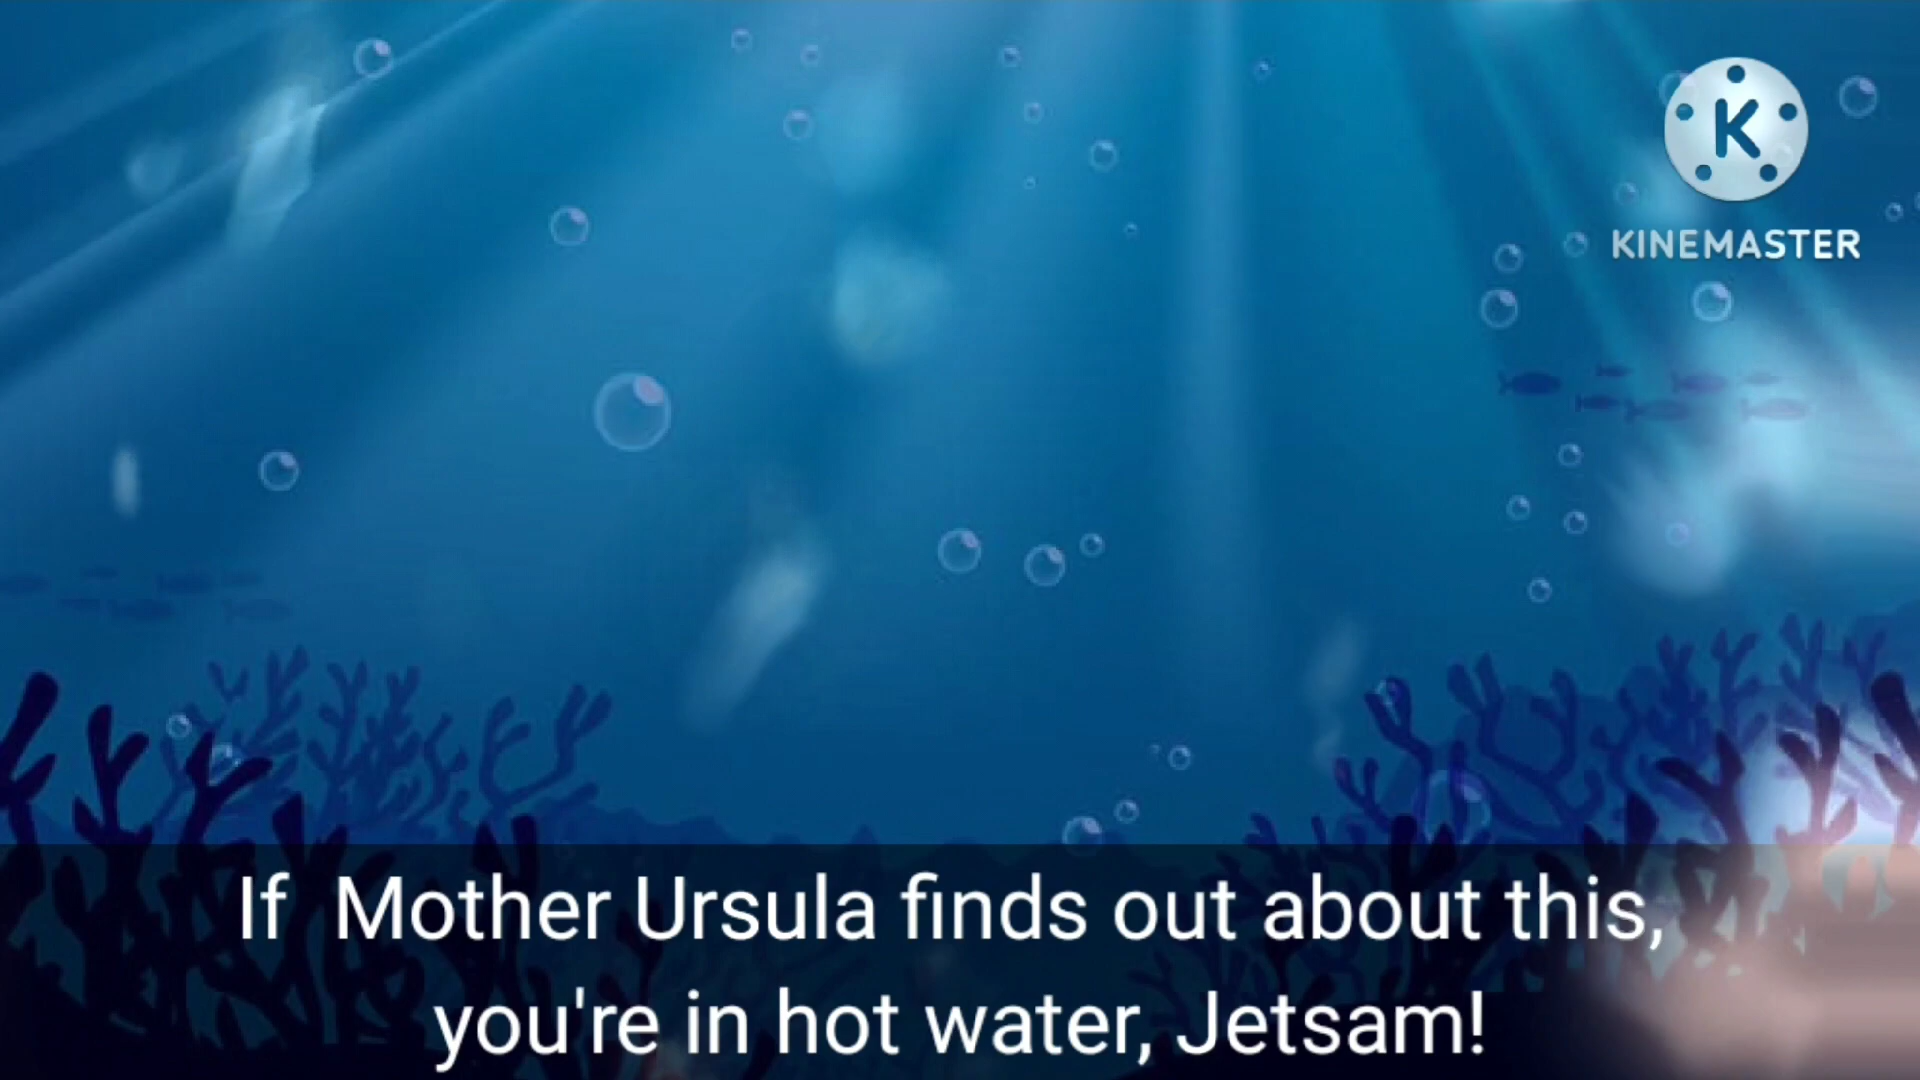 K
KINEMASTER
If  Mother Ursula finds out about this,
you're in hot water, Jetsam!